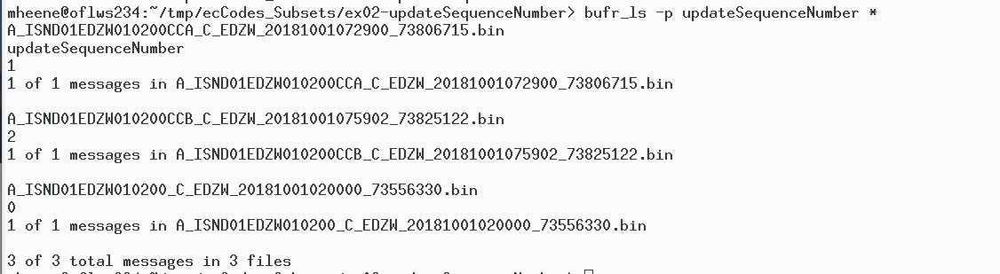 mheene@oflws234:~/tmp/ecCodes_Subsets/ex02-updateSequenceNumber> bufr_ls -p updateSequenceNumber *
A_ISND01EDZW010200CCA_C_EDZW_20181001072900_73806715.bin
updateSequenceNumber
1
1 of 1 messages in A_ISND01EDZW010200CCA_C_EDZW_20181001072900_73806715.bin
A_ISND01EDZW010200CCB_C_EDZW_20181001075902_73825122.bin
2
1 of 1 messages in A_ISND01EDZW010200CCB_C_EDZW_20181001075902_73825122.bin
A_ISND01EDZW010200_C_EDZW_20181001020000_73556330.bin
0
1 of 1 messages in A_ISND01EDZW010200_C_EDZW_20181001020000_73556330.bin
3 of 3 total messages in 3 files